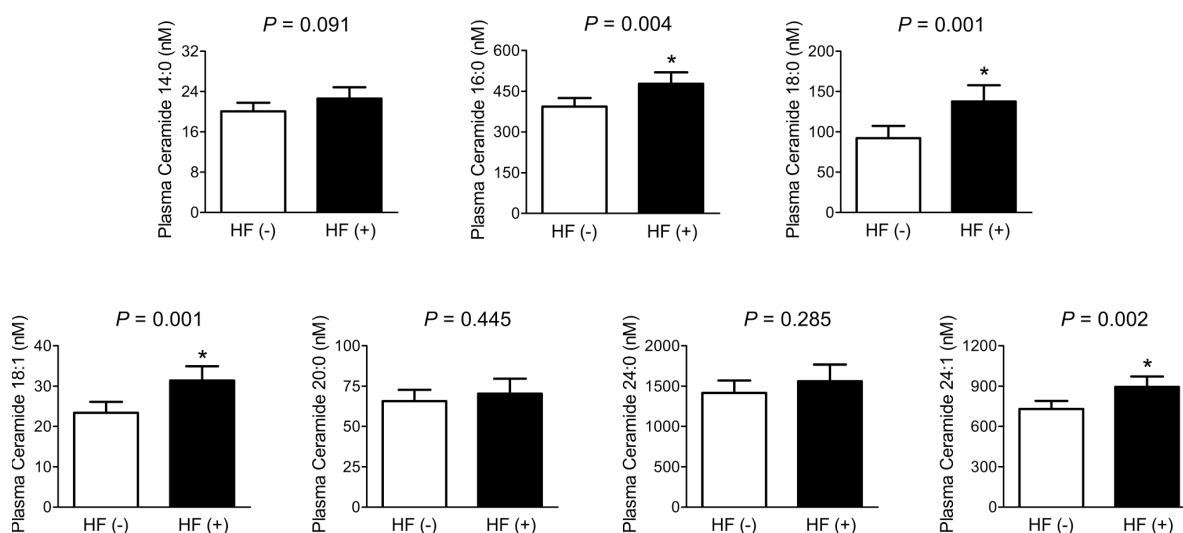 P = 0.091
Plasma Ceramide 14:0 (nM)
24
18
12
6
0
HF (-)
HF (+)
P = 0.004
Plasma Ceramide 16:0 (nM)
600
450
300
150
0
*
HF (-)
HF (+)
P = 0.001
Plasma Ceramide 18:0 (nM)
200
150
100
50
0
*
HF (-)
HF (+)
P = 0.001
Plasma Ceramide 18:1 (nM)
40
30
20
10
0
*
HF (-)
HF (+)
P = 0.445
Plasma Ceramide 20:0 (nM)
100
75
50
25
0
HF (-)
HF (+)
P = 0.285
Plasma Ceramide 24:0 (nM)
2000
1500
1000
500
0
HF (-)
HF (+)
P = 0.002
Plasma Ceramide 24:1 (nM)
1200
900
600
300
0
*
HF (-)
HF (+)